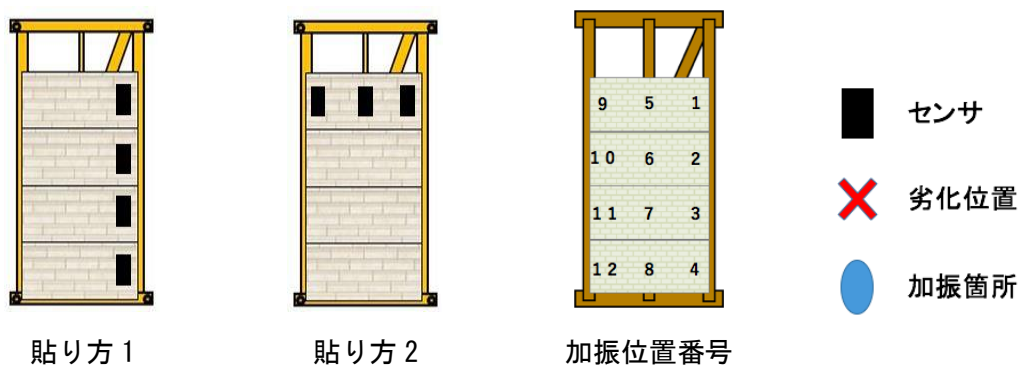 9 5 1
10 6 2
11 7 3
12 8 4
センサ
劣化位置
加振箇所
貼り方1
貼り方2
加振位置番号